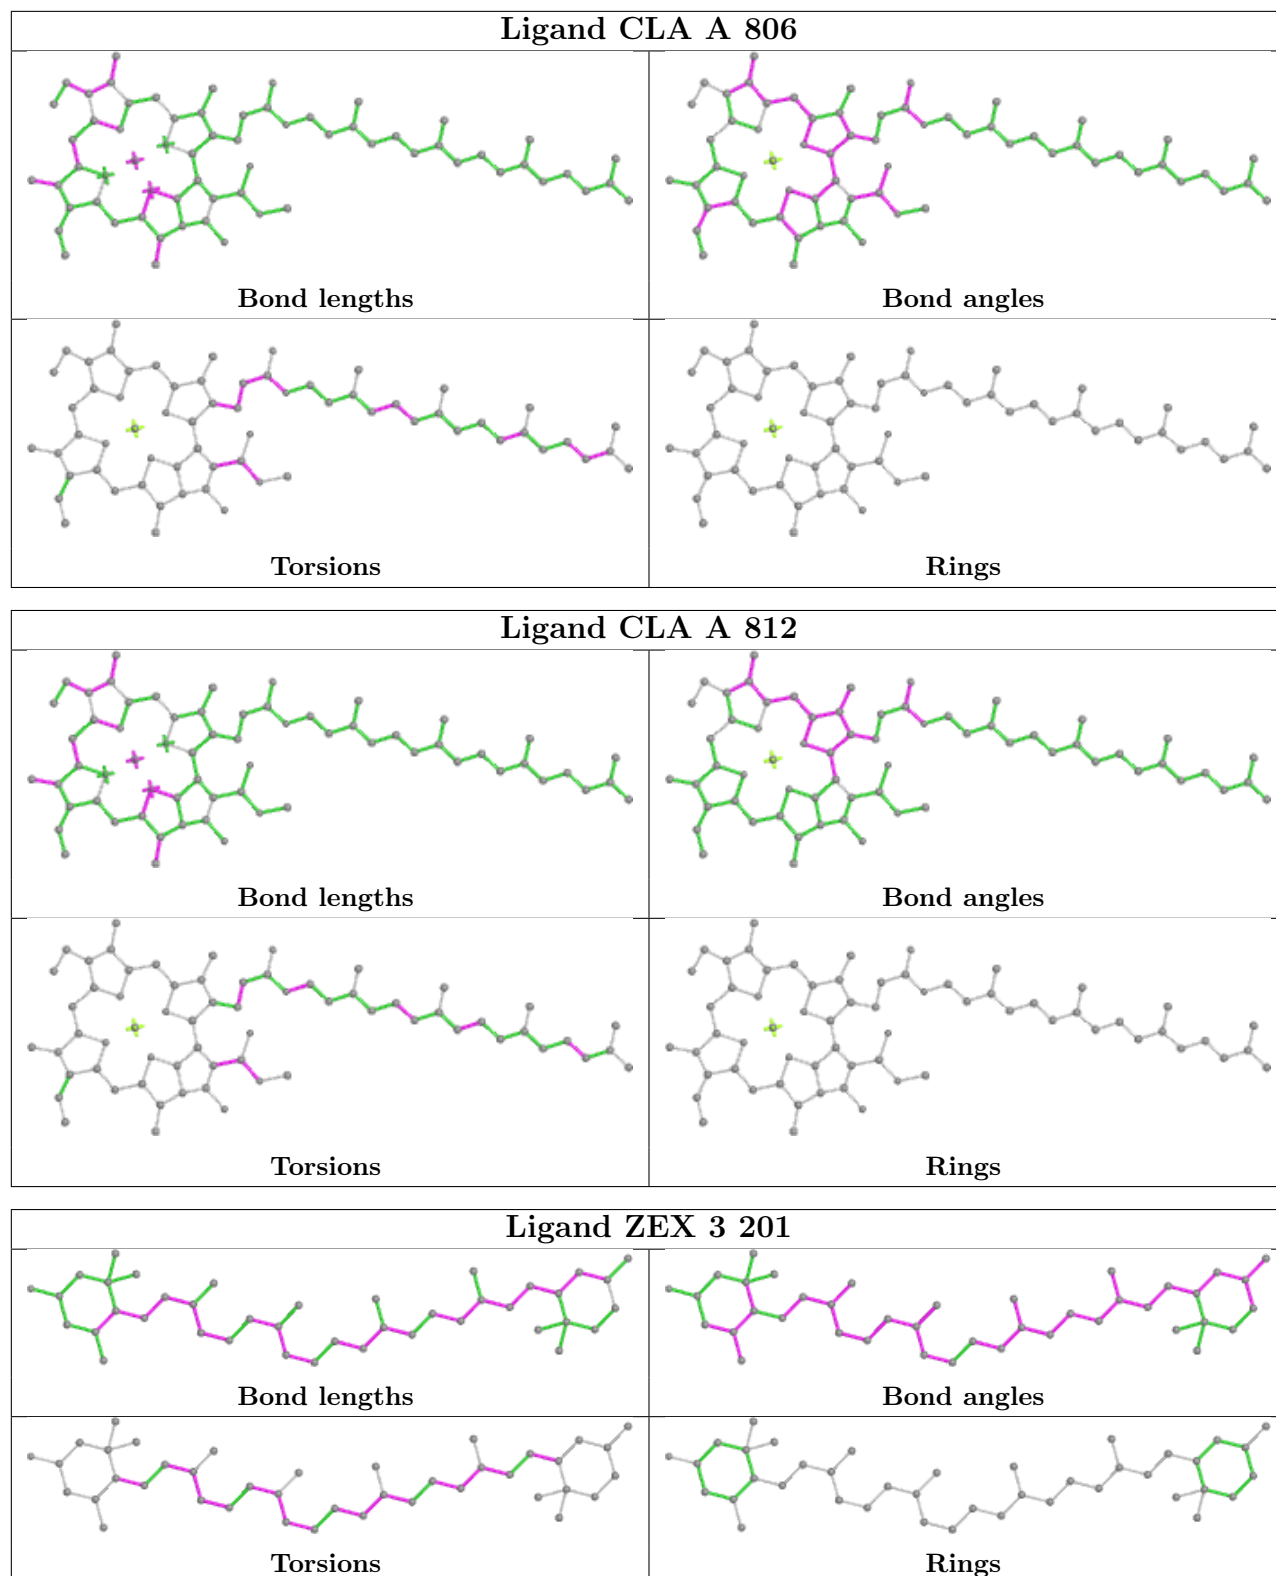 Ligand CLA A 806
Bond lengths
Bond angles
Torsions
Rings
Ligand CLA A 812
Bond lengths
Bond angles
Torsions
Rings
Ligand ZEX 3 201
Bond lengths
Bond angles
Torsions
Rings